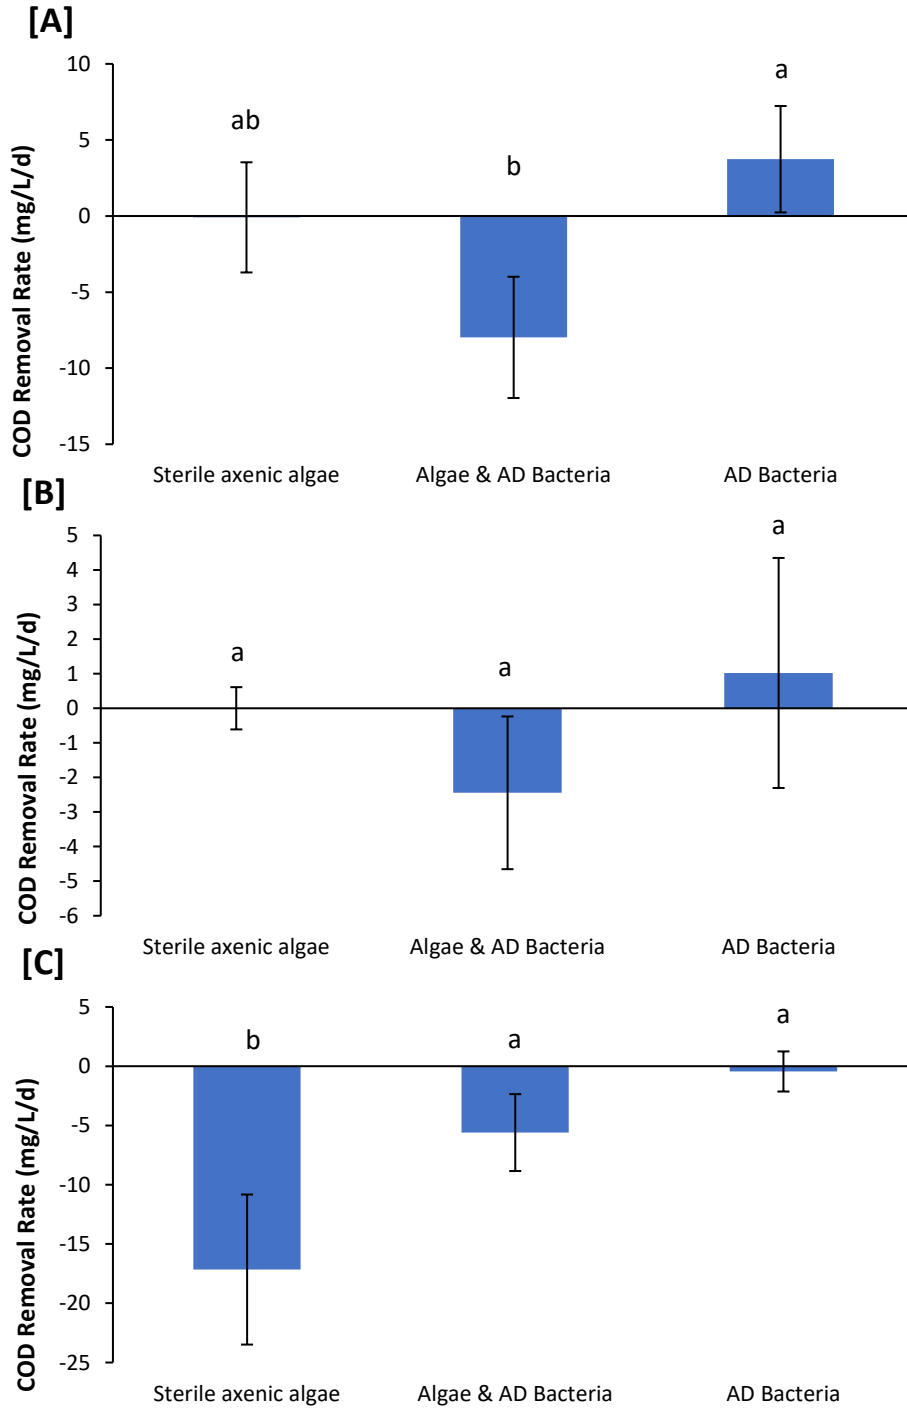 [A]
COD Removal Rate (mg/L/d)
10
5
0
-5
-10
-15
ab
b
a
Sterile axenic algae
Algae & AD Bacteria
AD Bacteria
[B]
COD Removal Rate (mg/L/d)
5
4
3
2
1
0
-1
-2
-3
-4
-5
-6
a
a
a
Sterile axenic algae
Algae & AD Bacteria
AD Bacteria
[C]
COD Removal Rate (mg/L/d)
5
0
-5
-10
-15
-20
-25
b
a
a
Sterile axenic algae
Algae & AD Bacteria
AD Bacteria